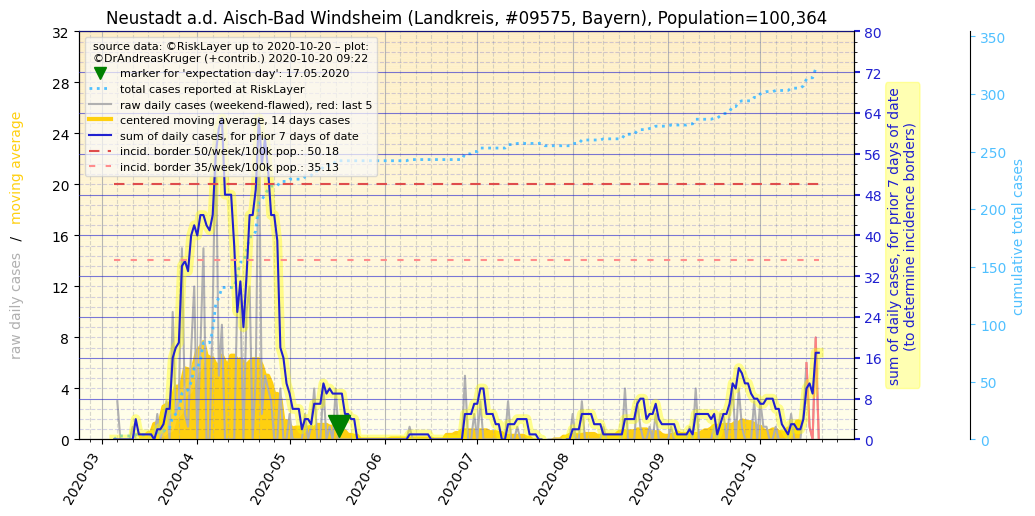 Neustadt a.d. Aisch-Bad Windsheim (Landkreis, #09575, Bayern), Population=100,364
source data: ©RiskLayer up to 2020-10-20 – plot:
©DrAndreasKruger (+contrib.) 2020-10-20 09:22
marker for 'expectation day': 17.05.2020
total cases reported at RiskLayer
raw daily cases (weekend-flawed), red: last 5
centered moving average, 14 days cases
sum of daily cases, for prior 7 days of date
incid. border 50/week/100k pop.: 50.18
incid. border 35/week/100k pop.: 35.13
raw daily cases / moving average
32
28
24
20
16
12
8
4
0
80
72
64
56
48
40
32
24
16
8
0
sum of daily cases, for prior 7 days of date
(to determine incidence borders)
350
300
250
200
150
100
50
0
cumulative total cases
2020-03
2020-04
2020-05
2020-06
2020-07
2020-08
2020-09
2020-10